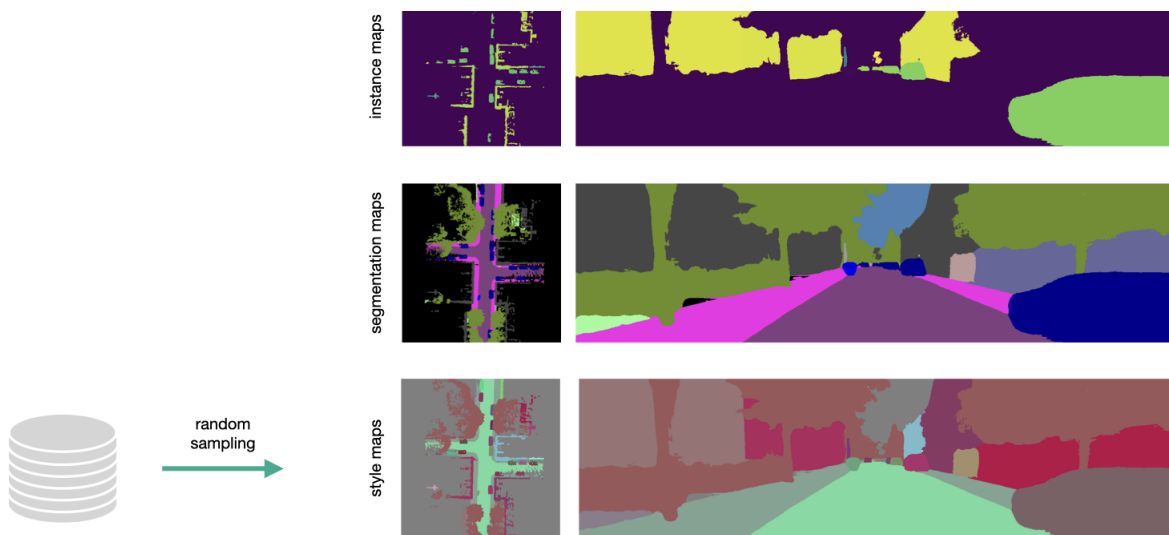 instance maps
segmentation maps
style maps
random
sampling